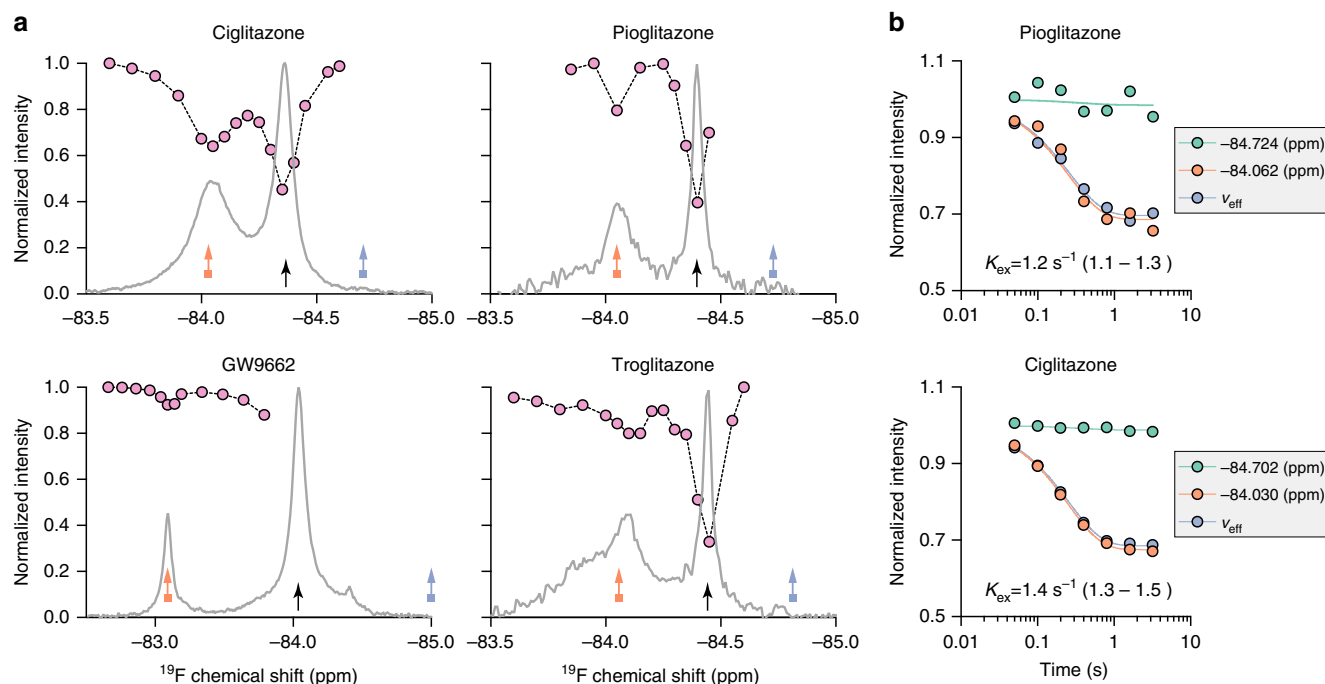 a
b
Ciglitazone
Pioglitazone
Pioglitazone
Normalized intensity
1.0
0.8
0.6
0.4
0.2
0.0
−83.5
−84.0
−84.5
−85.0
−83.5
−84.0
−84.5
−85.0
Normalized intensity
1.1
0.9
0.7
0.5
0.01
0.1
1
10
−84.724 (ppm)
−84.062 (ppm)
νeff
Kex=1.2 s−1 (1.1 – 1.3)
GW9662
Troglitazone
Ciglitazone
Normalized intensity
1.0
0.8
0.6
0.4
0.2
0.0
−83.0
−84.0
−85.0
−83.5
−84.0
−84.5
−85.0
19F chemical shift (ppm)
19F chemical shift (ppm)
Normalized intensity
1.1
0.9
0.7
0.5
0.01
0.1
1
10
Time (s)
−84.702 (ppm)
−84.030 (ppm)
νeff
Kex=1.4 s−1 (1.3 – 1.5 )